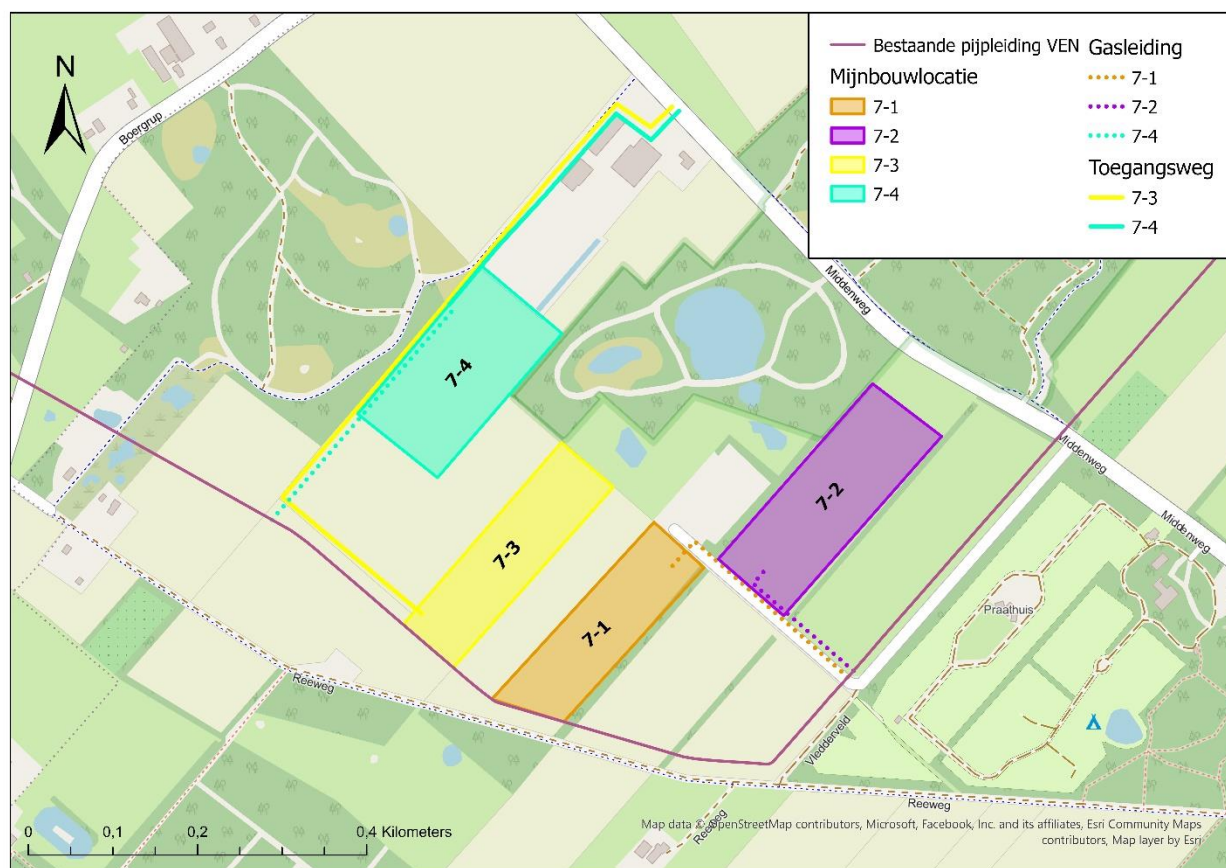 Bestaande pijpleiding VEN
Mijnbouwlocatie
7-1
7-2
7-3
7-4
Gasleiding
7-1
7-2
7-4
Toegangsweg
7-3
7-4
N
Boergrup
Middenweg
7-4
7-2
Middenweg
Middenweg
7-3
Praathuis
7-1
Reeweg
Vledderveld
Reeweg
Reeweg
0 0,1 0,2 0,4 Kilometers
Map data © OpenStreetMap contributors, Microsoft, Facebook, Inc. and its affiliates, Esri Community Maps
contributors, Map layer by Esri